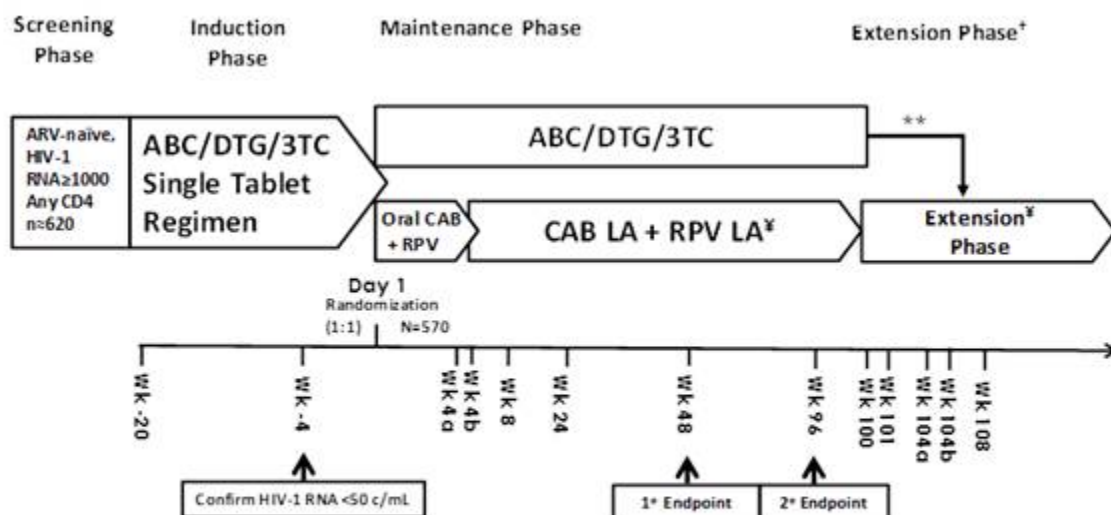 Screening
Phase
Induction
Phase
Maintenance Phase
Extension Phase⁺
ARV-naïve,
HIV-1
RNA≥1000
Any CD4
n≈620
ABC/DTG/3TC
Single Tablet
Regimen
ABC/DTG/3TC
**
Oral CAB
+ RPV
CAB LA + RPV LA¥
Extension¥
Phase
Day 1
Randomization
(1:1) N=570
Wk -20
Wk -4
Wk 4a
Wk 4b
Wk 8
Wk 24
Wk 48
Wk 96
Wk 100
Wk 101
Wk 104a
Wk 104b
Wk 108
Confirm HIV-1 RNA <50 c/mL
1° Endpoint
2° Endpoint